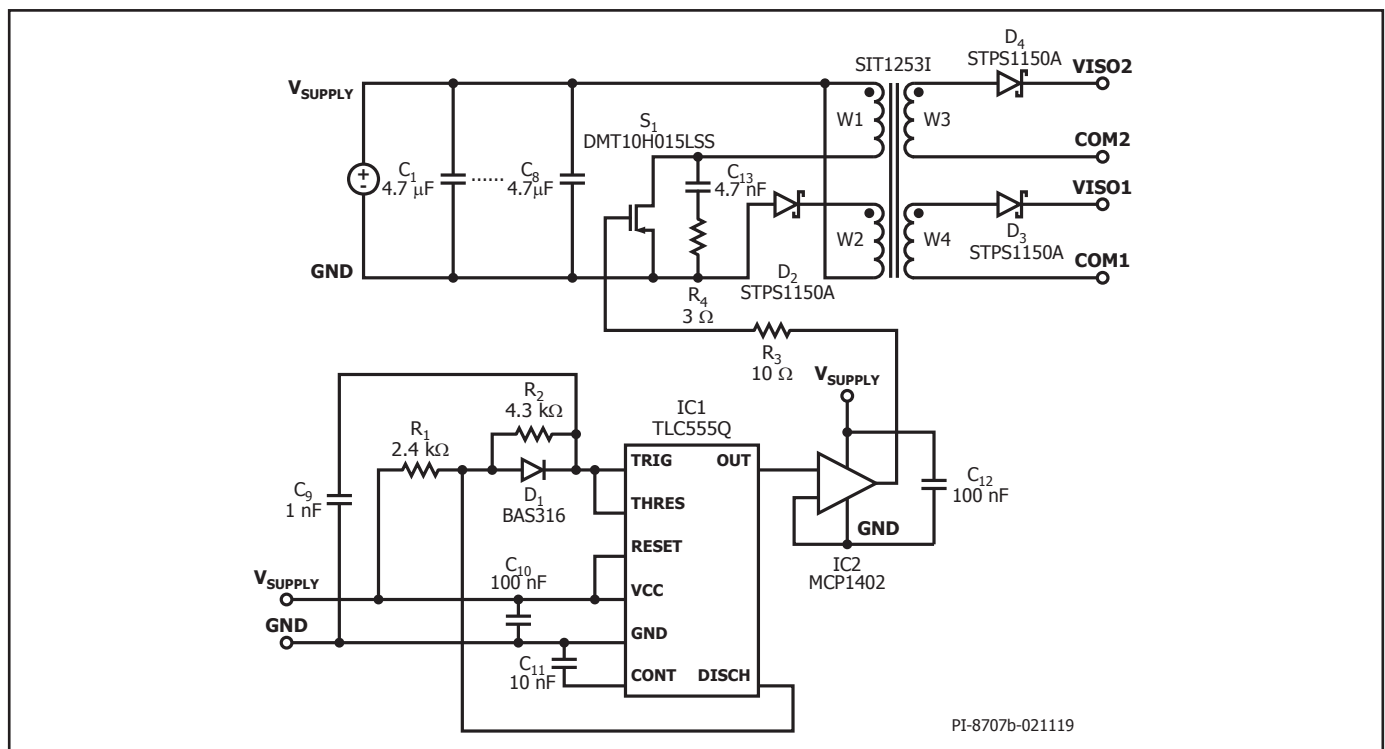 D4
STPS1150A
VISO2
SIT1253I
VSUPPLY
S1
DMT10H015LSS
W1
W3
COM2
+
-
C1
4.7 μF
......
C8
4.7μF
C13
4.7 nF
VISO1
W2
W4
D3
STPS1150A
GND
COM1
D2
STPS1150A
R4
3 Ω
R3
10 Ω
VSUPPLY
R2
4.3 kΩ
IC1
TLC555Q
R1
2.4 kΩ
TRIG
OUT
C9
1 nF
D1
BAS316
THRES
C12
100 nF
RESET
GND
C10
100 nF
IC2
MCP1402
VSUPPLY
VCC
GND
GND
C11
10 nF
CONT
DISCH
PI-8707b-021119